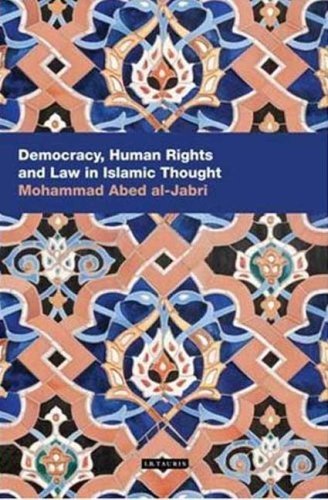 Democracy, Human Rights
and Law in Islamic Thought
Mohammad Abed al-Jabri
I.B.TAURIS